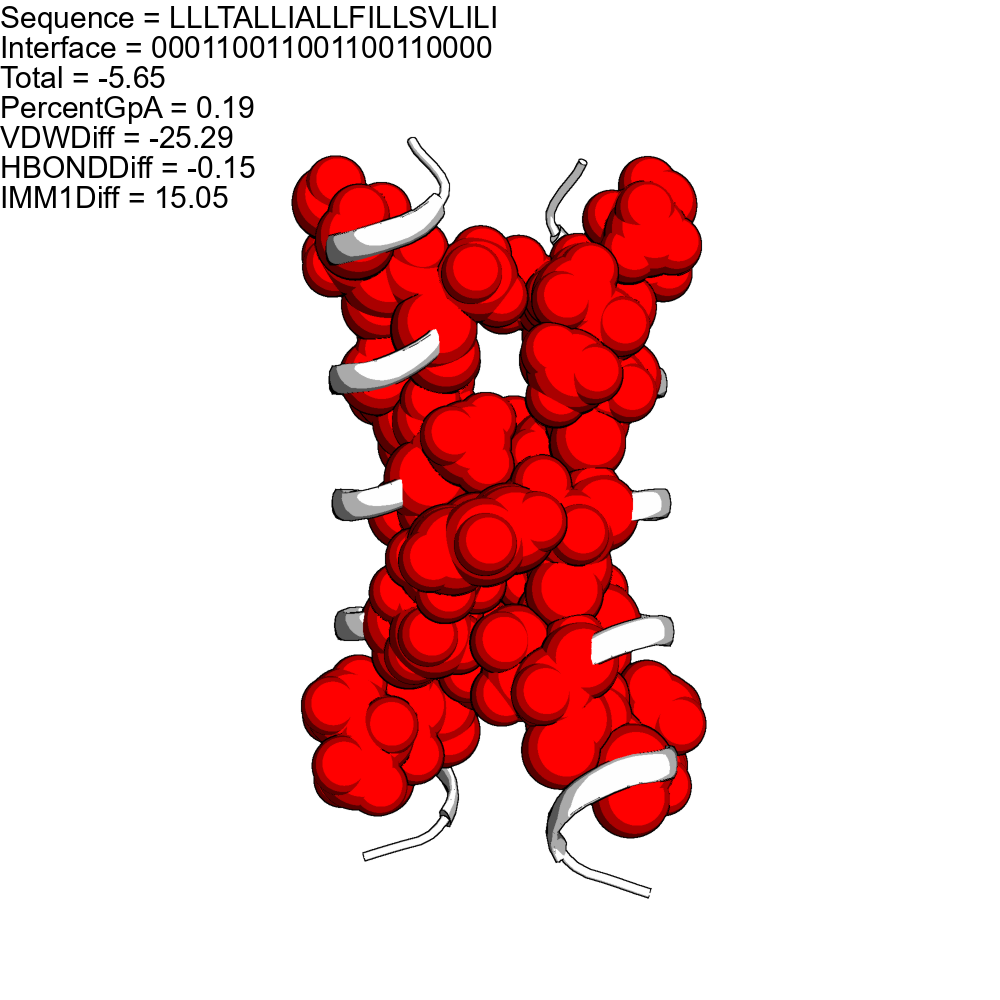 Sequence = LLLTALLIALLFILLSVLILI
Interface = 000110011001100110000
Total = -5.65
PercentGpA = 0.19
VDWDiff = -25.29
HBONDDiff = -0.15
IMM1Diff = 15.05